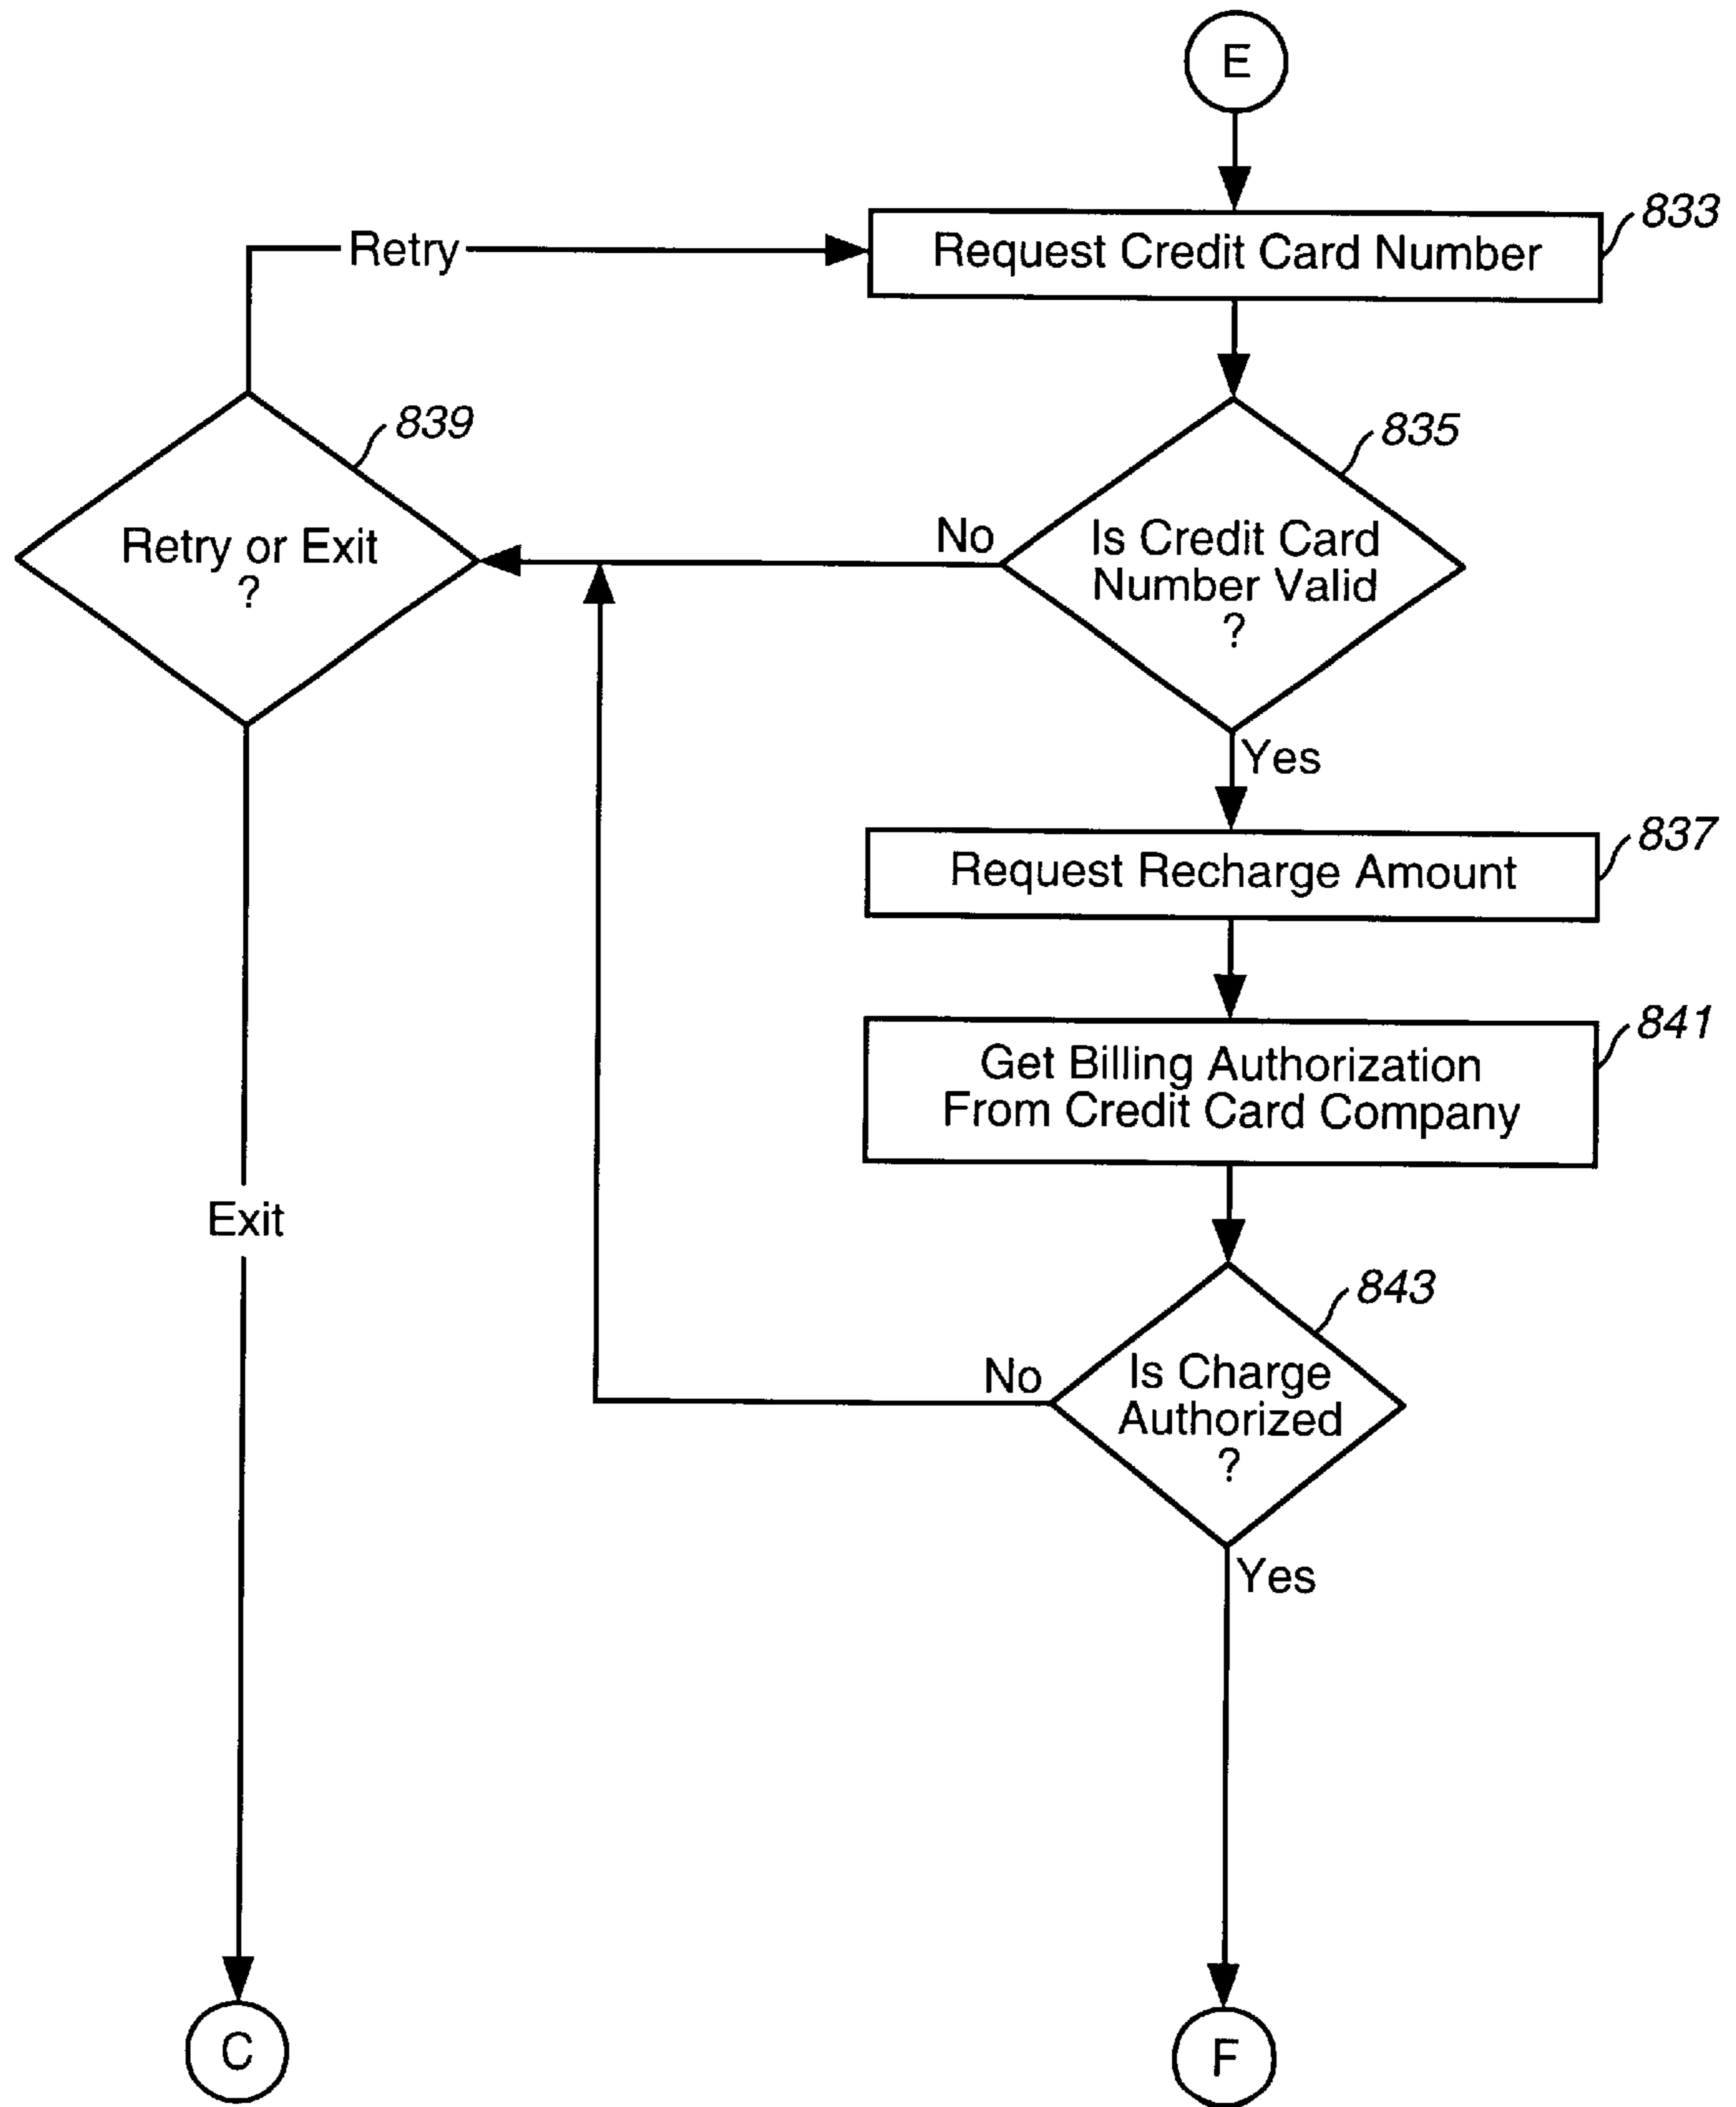 E
833
Request Credit Card Number
Retry
839
835
Retry or Exit
?
No
Is Credit Card
Number Valid
?
Yes
837
Request Recharge Amount
841
Get Billing Authorization
From Credit Card Company
Exit
843
No
Is Charge
Authorized
?
Yes
C
F